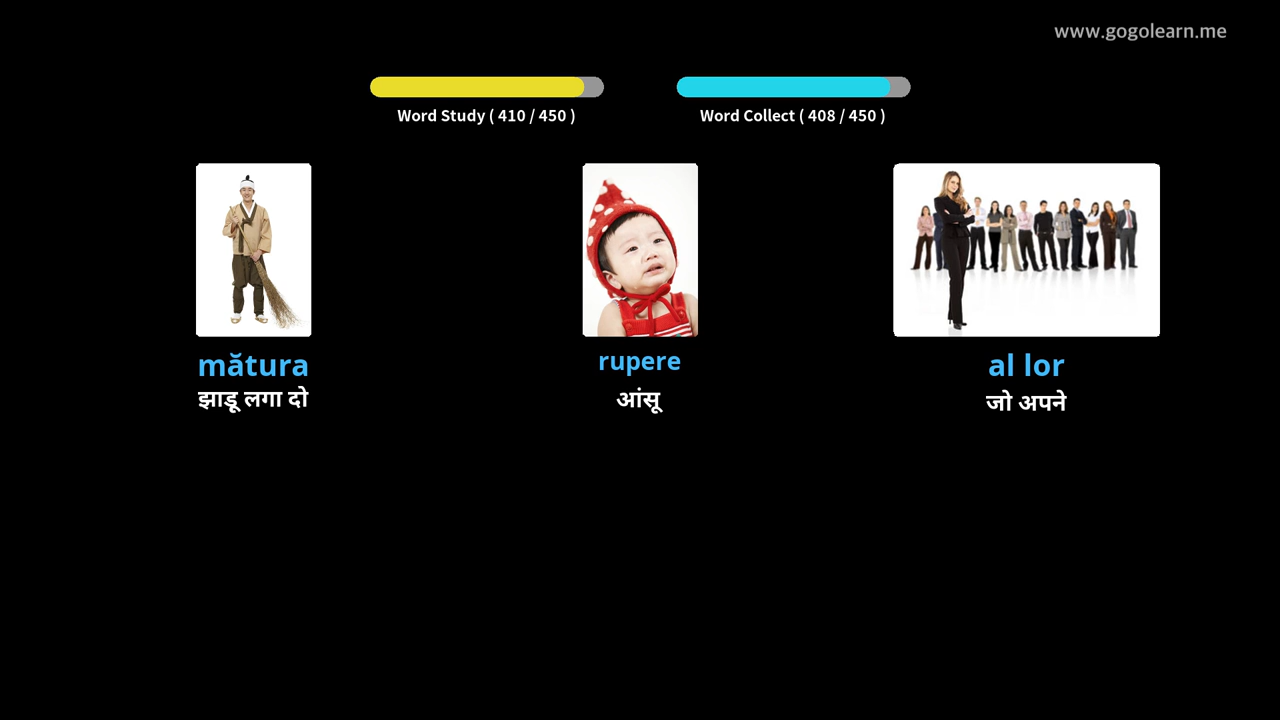 www.gogolearn.me
Word Study ( 410 / 450 )
Word Collect ( 408 / 450 )
mătura
झाडू लगा दो
rupere
आंसू
al lor
जो अपने